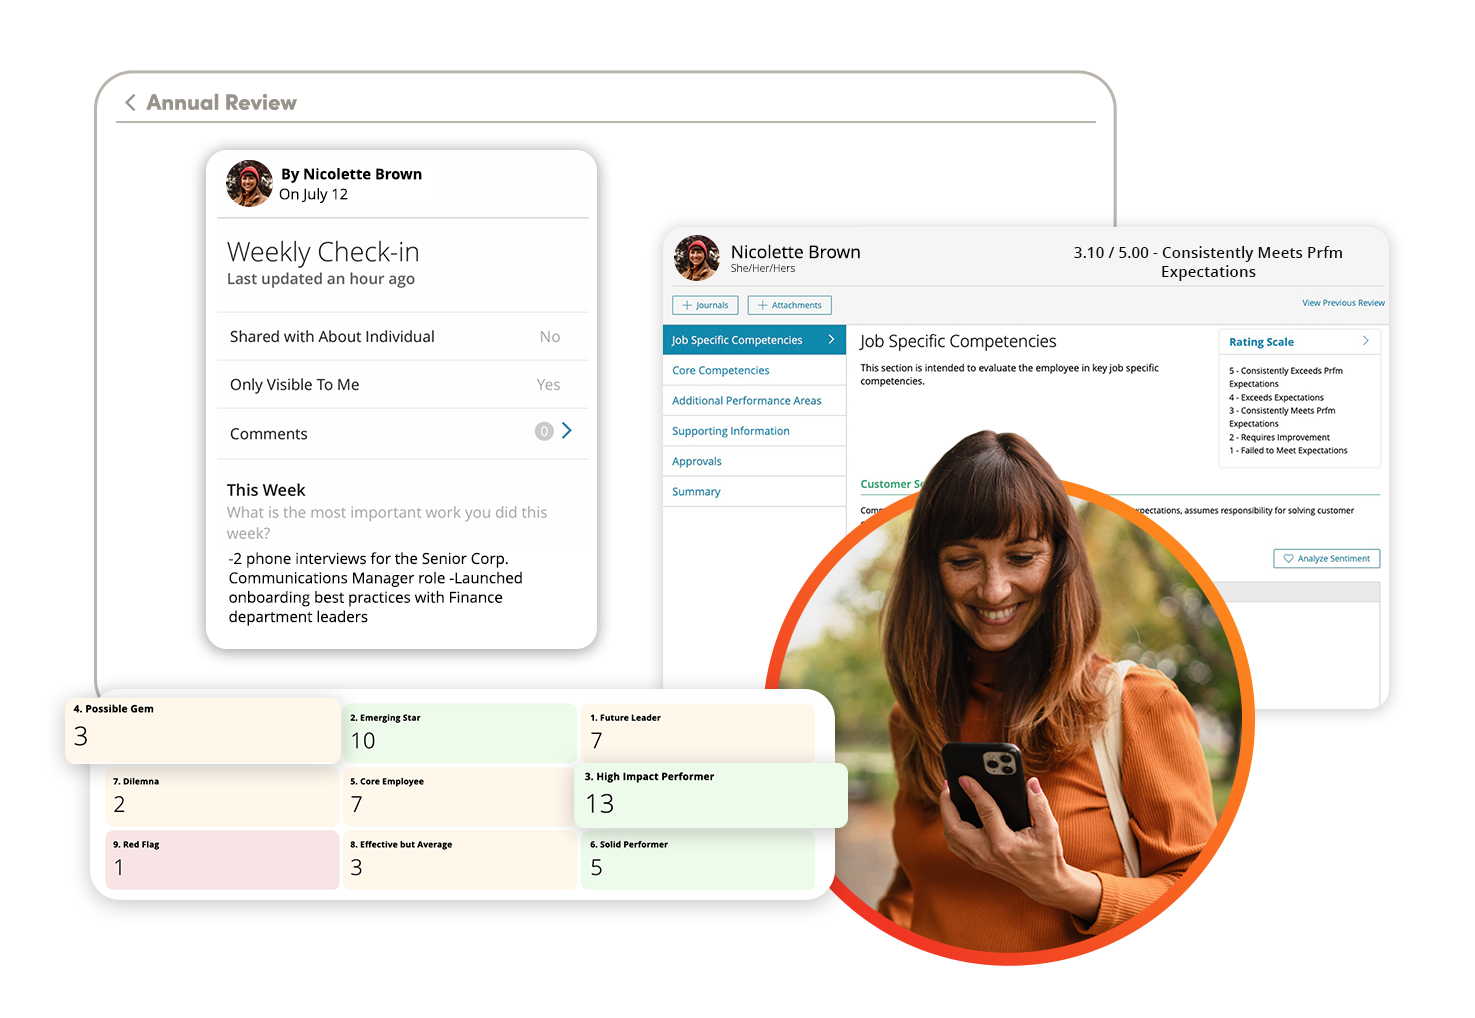 Annual Review
By Nicolette Brown
On July 12
Weekly Check-in
Last updated an hour ago
Shared with About Individual No
Only Visible To Me Yes
Comments 0
This Week
What is the most important work you did this
week?
-2 phone interviews for the Senior Corp.
Communications Manager role -Launched
onboarding best practices with Finance
department leaders
Nicolette Brown
She/Her/Hers
3.10 / 5.00 - Consistently Meets Prfm
Expectations
+ Journals
+ Attachments
View Previous Review
Job Specific Competencies
Core Competencies
Additional Performance Areas
Supporting Information
Approvals
Summary
Job Specific Competencies
This section is intended to evaluate the employee in key job specific
competencies.
Rating Scale
5 - Consistently Exceeds Prfm
Expectations
4 - Exceeds Expectations
3 - Consistently Meets Prfm
Expectations
2 - Requires Improvement
1 - Failed to Meet Expectations
Customer
assumes responsibility for solving customer
Analyze Sentiment
4. Possible Gem
3
2. Emerging Star
10
1. Future Leader
7
7. Dilemna
2
5. Core Employee
7
3. High Impact Performer
13
9. Red Flag
1
8. Effective but Average
3
6. Solid Performer
5